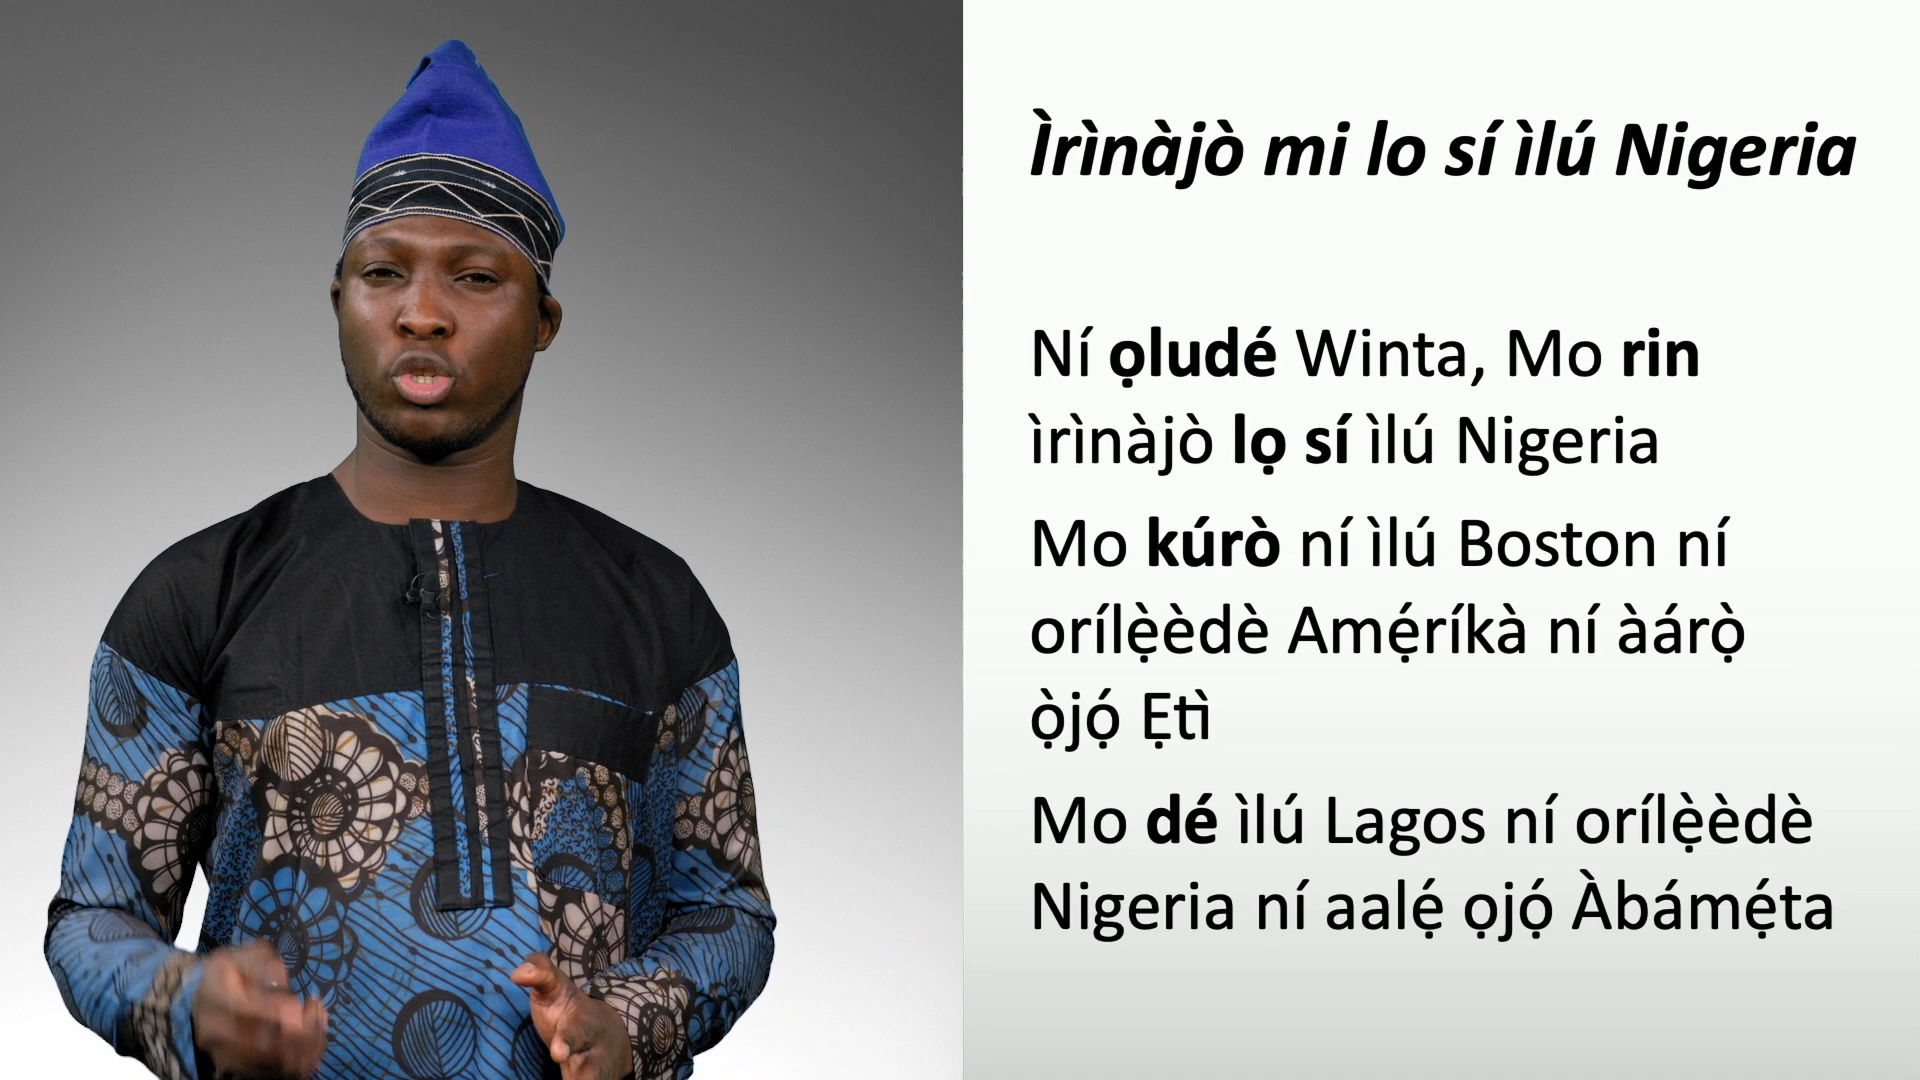 Ìrìnàjò mi lo sí ìlú Nigeria
Ní ọludé Winta, Mo rin
ìrìnàjò lọ sí ìlú Nigeria
Mo kúrò ní ìlú Boston ní
orílẹ̀èdè Amẹ́ríkà ní àárọ̀
ọ̀jọ́ Ẹtì
Mo dé ìlú Lagos ní orílẹ̀èdè
Nigeria ní aalẹ́ ọjọ́ Àbámẹ́ta